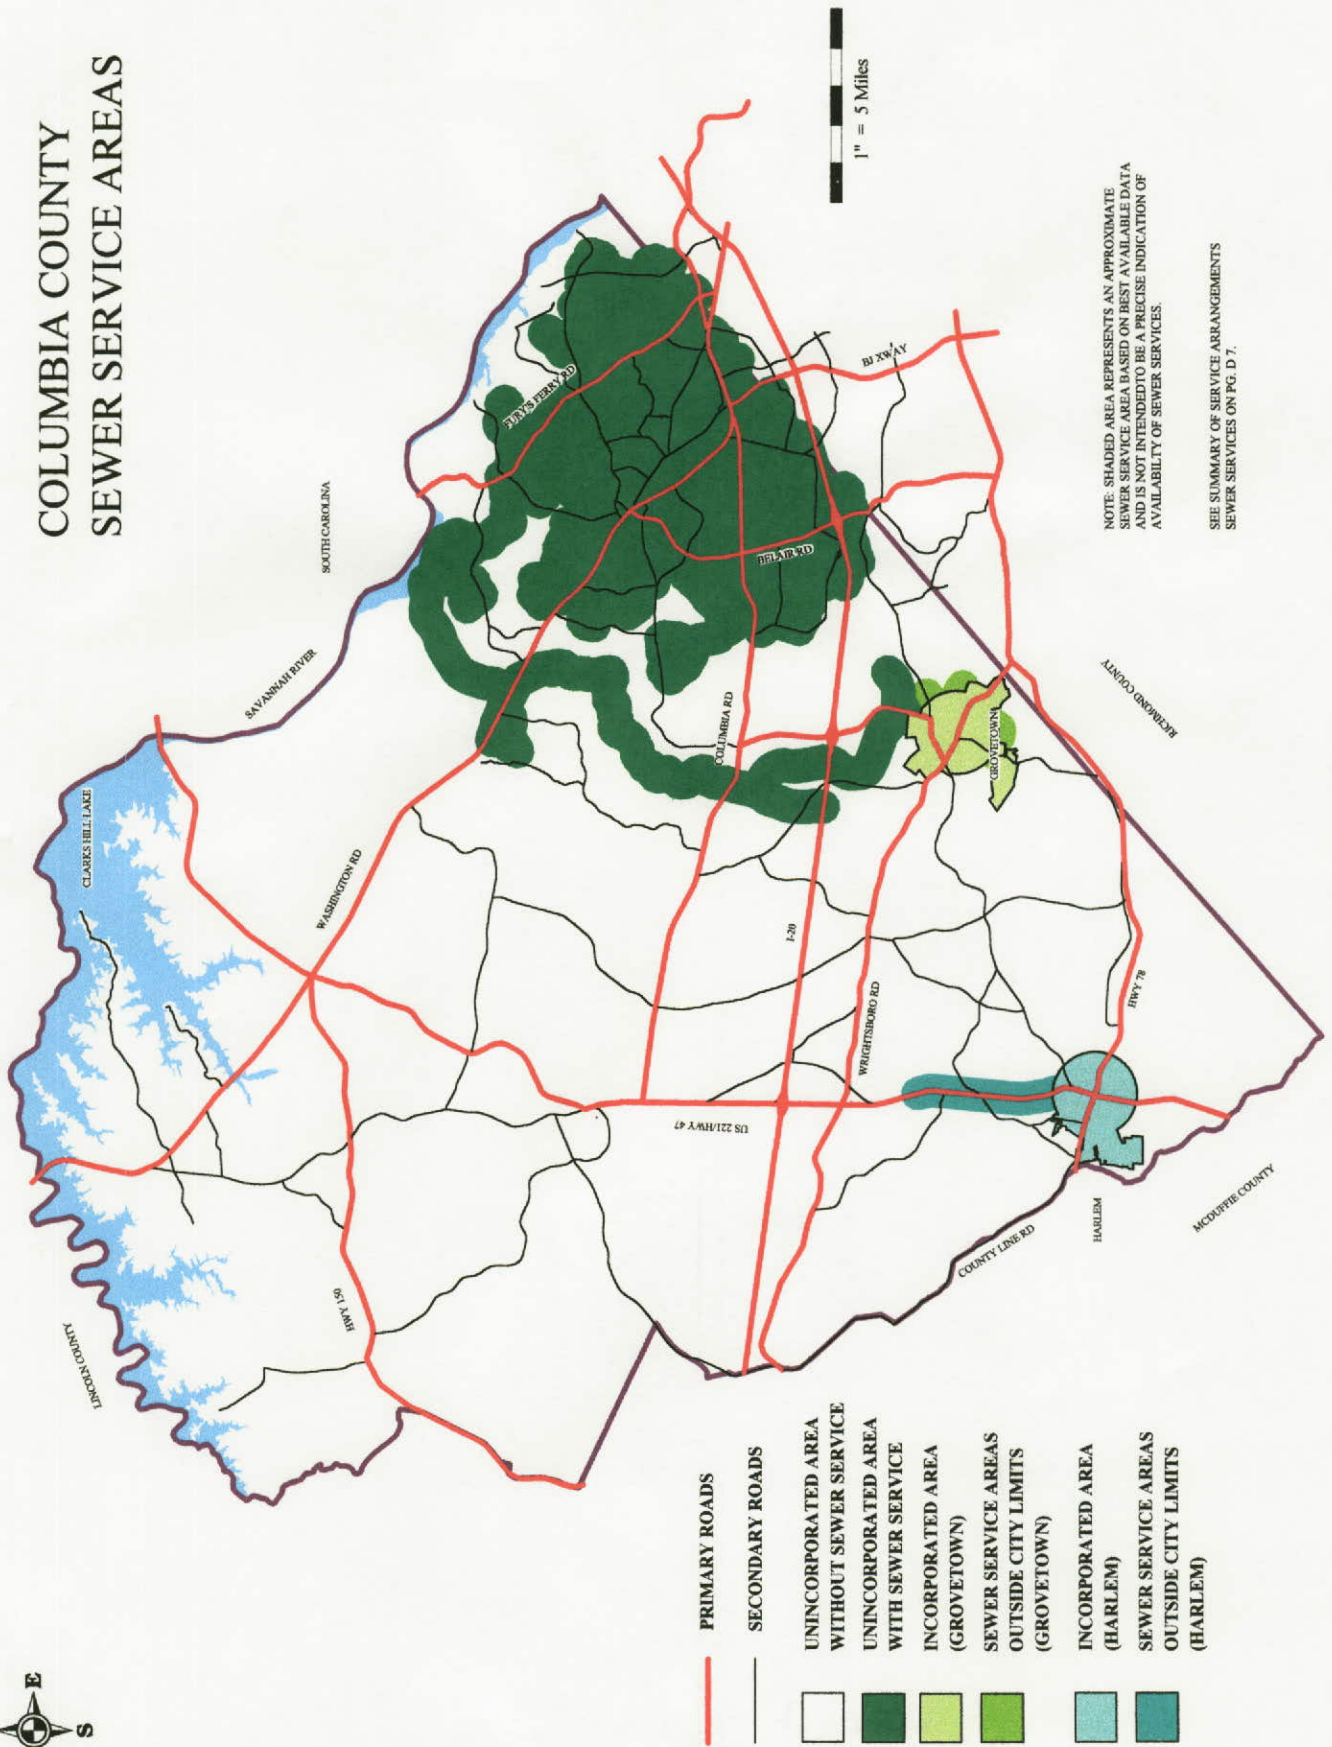 COLUMBIA COUNTY
SEWER SERVICE AREAS
E
S
SOUTH CAROLINA
SAVANNAH RIVER
CLARKS HILL LAKE
LINCOLN COUNTY
WASHINGTON RD
FURY'S FERRY RD
BJ XWAY
BELAIR RD
COLUMBIA RD
I-20
GROVETOWN
RICHMOND COUNTY
WRIGHTSBORO RD
HWY 78
US 221/HWY 47
HWY 150
COUNTY LINE RD
HARLEM
MCDUFFIE COUNTY
1" = 5 Miles
NOTE: SHADED AREA REPRESENTS AN APPROXIMATE
SEWER SERVICE AREA BASED ON BEST AVAILABLE DATA
AND IS NOT INTENDEDTO BE A PRECISE INDICATION OF
AVAILABILTY OF SEWER SERVICES.
SEE SUMMARY OF SERVICE ARRANGEMENTS
SEWER SERVICES ON PG. D 7.
PRIMARY ROADS
SECONDARY ROADS
UNINCORPORATED AREA
WITHOUT SEWER SERVICE
UNINCORPORATED AREA
WITH SEWER SERVICE
INCORPORATED AREA
(GROVETOWN)
SEWER SERVICE AREAS
OUTSIDE CITY LIMITS
(GROVETOWN)
INCORPORATED AREA
(HARLEM)
SEWER SERVICE AREAS
OUTSIDE CITY LIMITS
(HARLEM)